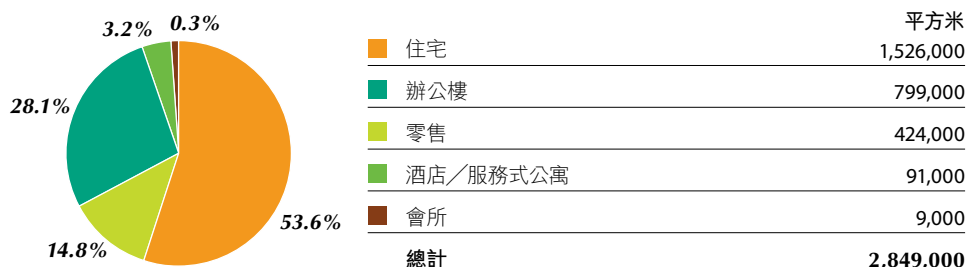 3.2%
0.3%
28.1%
14.8%
53.6%
平方米
住宅 1,526,000
辦公樓 799,000
零售 424,000
酒店／服務式公寓 91,000
會所 9,000
總計 2,849,000